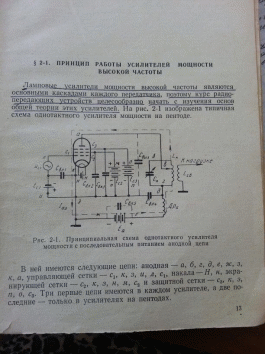 § 2-1. ПРИНЦИП РАБОТЫ УСИЛИТЕЛЕЙ МОЩНОСТИ
ВЫСОКОЙ ЧАСТОТЫ
Ламповые усилители мощности высокой частоты являются
основными каскадами каждого передатчика, поэтому курс радио-
передающих устройств целесообразно начать с изучения основ
общей теории этих усилителей. На рис. 2-1 изображена типичная
схема однотактного усилителя мощности на пентоде.
К нагрузке
Рис. 2-1. Принципиальная схема однотактного усилителя
мощности с последовательным питанием анодной цепи
В ней имеются следующие цепи: анодная — а, б, г, д, е, ж, з,
к, а, управляющей сетки — с₁, к, з, и, л, с₁, накала — Н, н, экра-
нирующей сетки — с₂, к, з, и, с₂ и защитной сетки —
Три первые цепи имеются в каждом усилителе, а две по-
следние — только в усилителях на пентодах.
13